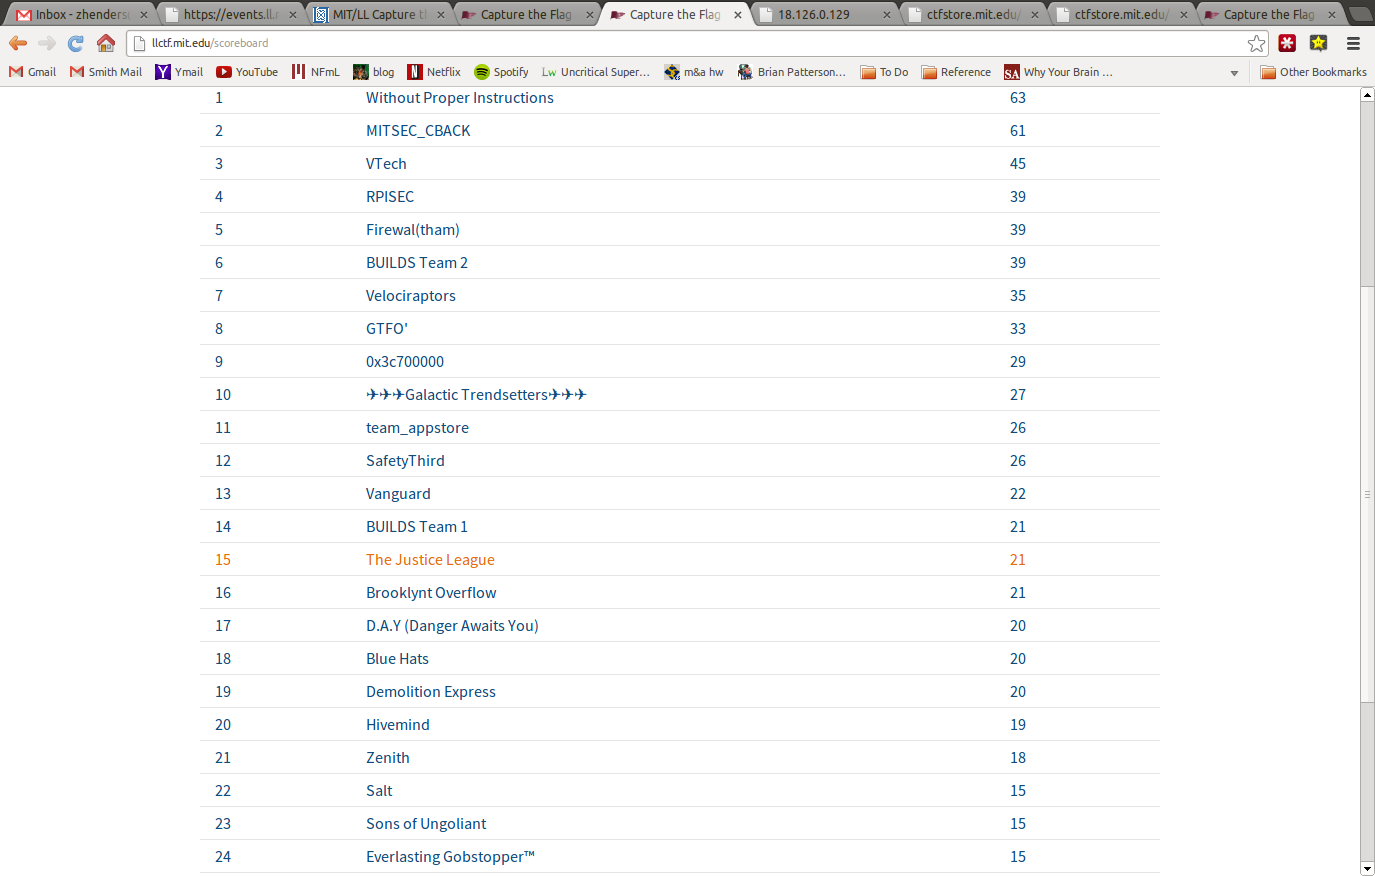 Inbox - zhenders
https://events.ll.
MIT/LL Capture t
Capture the Flag
Capture the Flag
18.126.0.129
ctfstore.mit.edu/
ctfstore.mit.edu/
Capture the Flag
llctf.mit.edu/scoreboard
Gmail
Smith Mail
Ymail
YouTube
NFmL
blog
Netflix
Spotify
Lw Uncritical Super...
m&a hw
Brian Patterson...
To Do
Reference
SA Why Your Brain ...
Other Bookmarks
1 Without Proper Instructions 63
2 MITSEC_CBACK 61
3 VTech 45
4 RPISEC 39
5 Firewal(tham) 39
6 BUILDS Team 2 39
7 Velociraptors 35
8 GTFO' 33
9 0x3c700000 29
10 ✈✈✈Galactic Trendsetters✈✈✈ 27
11 team_appstore 26
12 SafetyThird 26
13 Vanguard 22
14 BUILDS Team 1 21
15 The Justice League 21
16 Brooklynt Overflow 21
17 D.A.Y (Danger Awaits You) 20
18 Blue Hats 20
19 Demolition Express 20
20 Hivemind 19
21 Zenith 18
22 Salt 15
23 Sons of Ungoliant 15
24 Everlasting Gobstopper™ 15